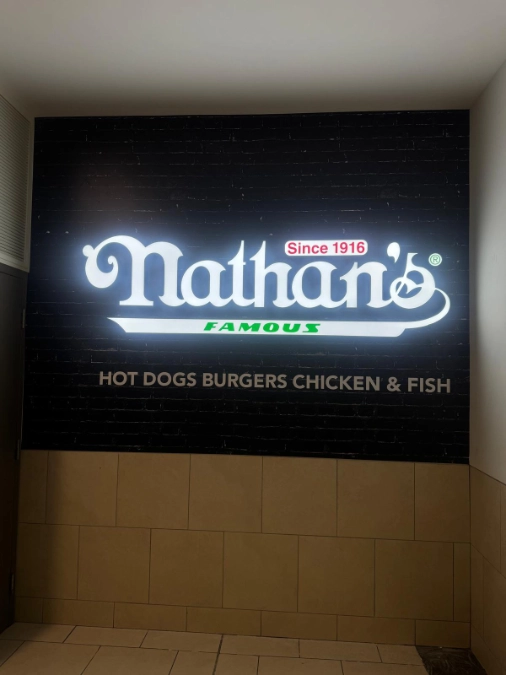 Since 1916
Nathan's®
FAMOUS
HOT DOGS BURGERS CHICKEN & FISH